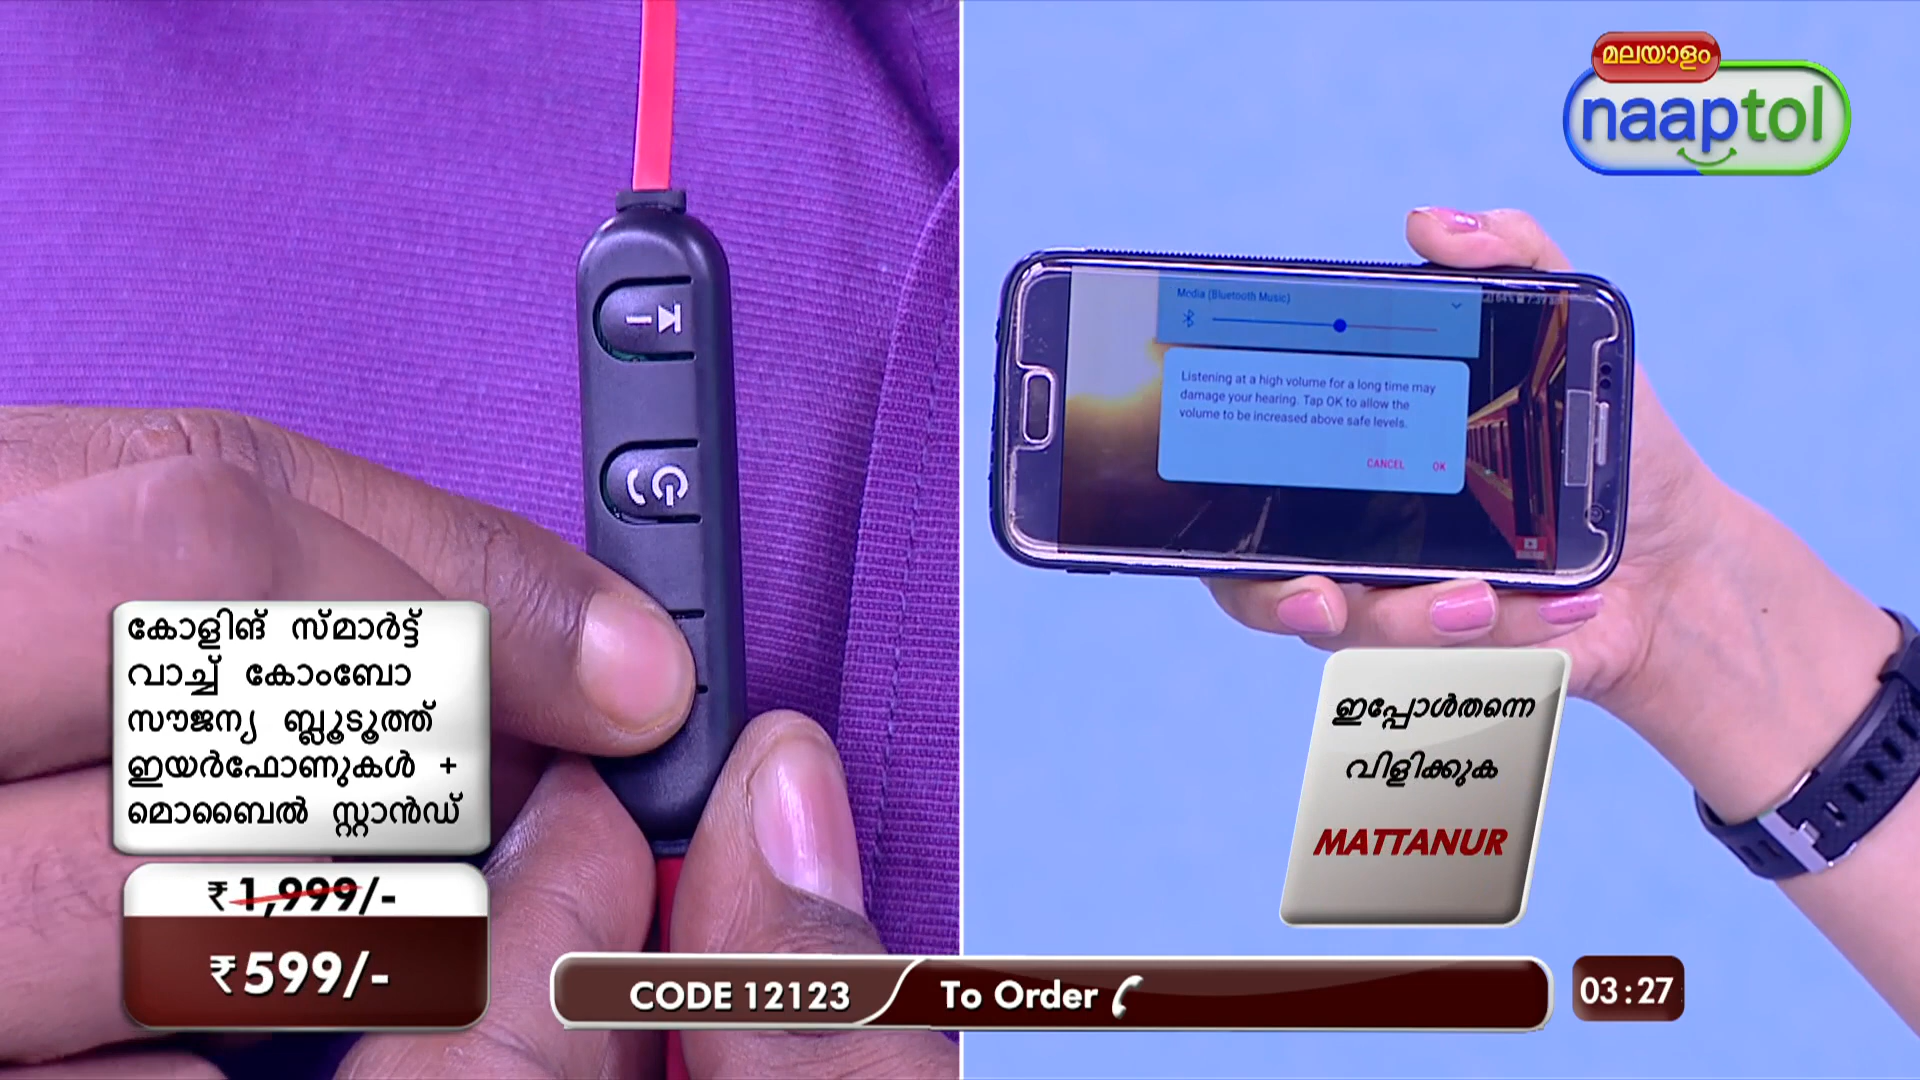 മലയാളം
naaptol
Media (Bluetooth Music)
Listening at a high volume for a long time may
damage your hearing. Tap OK to allow the
volume to be increased above safe levels.
CANCEL OK
കോളിങ് സ്മാർട്ട്
വാച്ച് കോംബോ
സൗജന്യ ബ്ലൂടൂത്ത്
ഇയർഫോണുകൾ +
മൊബൈൽ സ്റ്റാൻഡ്
₹1,999/-
₹599/-
ഇപ്പോൾതന്നെ
വിളിക്കുക
MATTANUR
CODE 12123 To Order
03:27